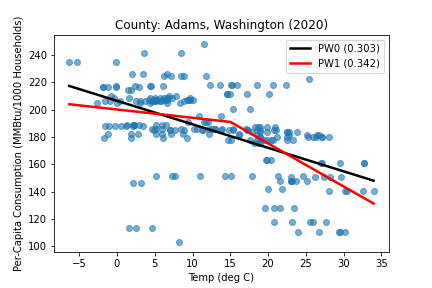 County: Adams, Washington (2020)
PW0 (0.303)
PW1 (0.342)
Per-Capita Consumption (MMBtu/1000 Households)
240
220
200
180
160
140
120
100
−5 0 5 10 15 20 25 30 35
Temp (deg C)